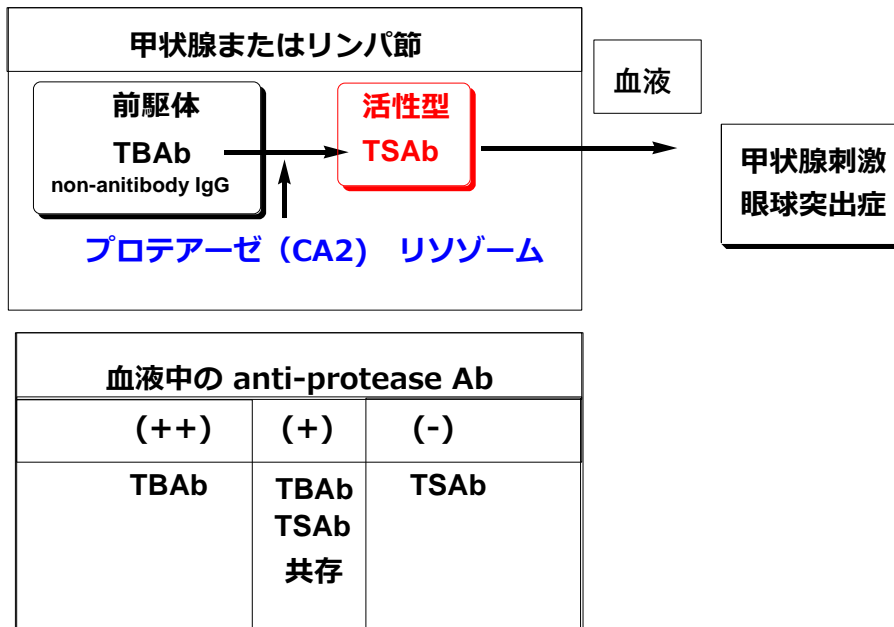 甲状腺またはリンパ節
血液
前駆体
活性型
TBAb
TSAb
non-anitibody IgG
甲状腺刺激
眼球突出症
プロテアーゼ（CA2) リソゾーム
血液中の anti-protease Ab
(++) (+) (-)
TBAb TBAb TSAb
TSAb
共存